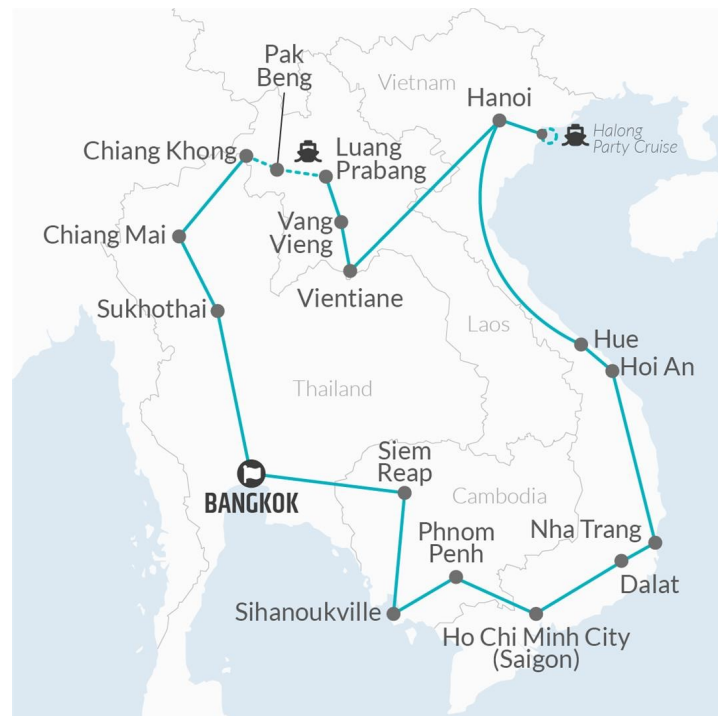 Pak
Beng
Vietnam
Hanoi
Halong
Party Cruise
Chiang Khong
Luang
Prabang
Chiang Mai
Vang
Vieng
Vientiane
Sukhothai
Laos
Hue
Hoi An
Thailand
Siem
Reap
BANGKOK
Cambodia
Phnom
Penh
Nha Trang
Dalat
Sihanoukville
Ho Chi Minh City
(Saigon)